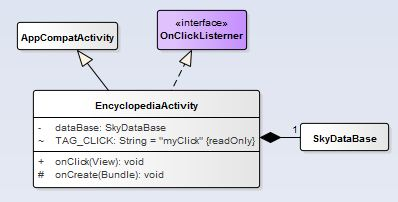 «interface»
AppCompatActivity
OnClickListerner
EncyclopediaActivity
- dataBase: SkyDataBase
~ TAG_CLICK: String = "myClick" {readOnly}
+ onClick(View): void
# onCreate(Bundle): void
1
SkyDataBase